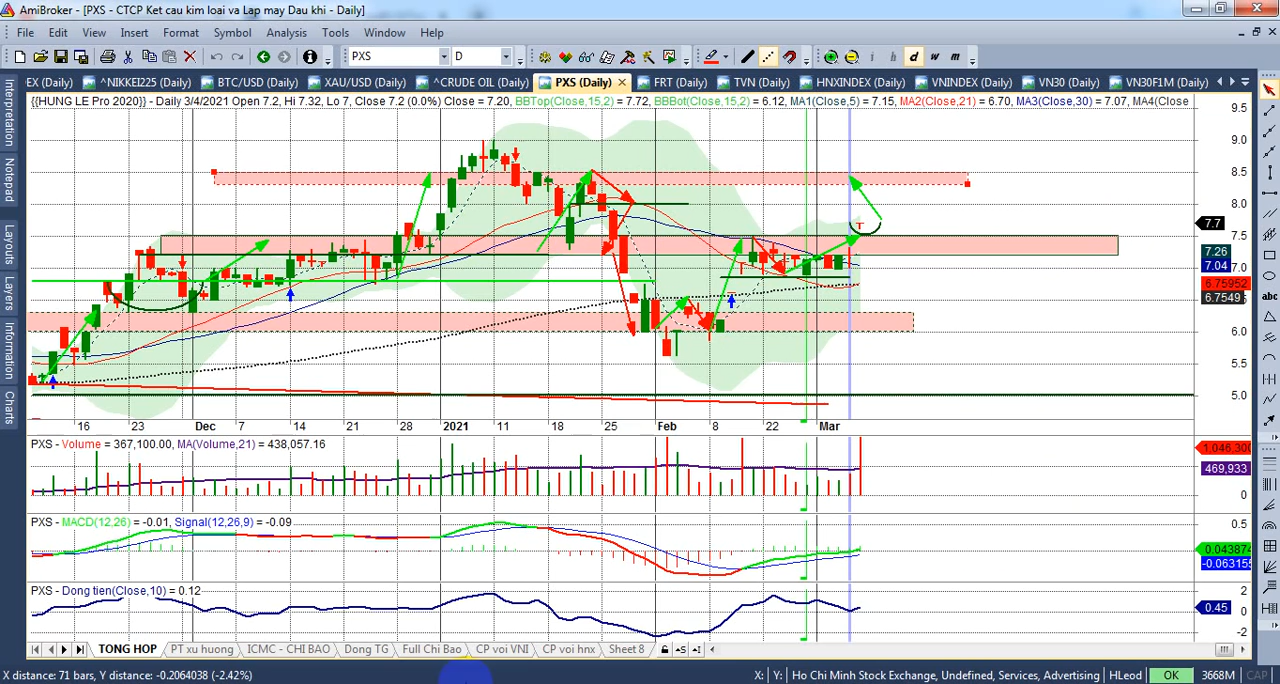 AmiBroker - [PXS - CTCP Ket cau kim loai va Lap may Dau khi - Daily]
File Edit View Insert Format Symbol Analysis Tools Window Help
PXS D d w m
EX (Daily) ^NIKKEI225 (Daily) BTC/USD (Daily) XAU/USD (Daily) ^CRUDE OIL (Daily) PXS (Daily) FRT (Daily) TVN (Daily) HNXINDEX (Daily) VNINDEX (Daily) VN30 (Daily) VN30F1M (Daily)
{{HUNG LE Pro 2020}} - Daily 3/4/2021 Open 7.2, Hi 7.32, Lo 7, Close 7.2 (0.0%) Close = 7.20, BBTop(Close,15,2) = 7.72, BBBot(Close,15,2) = 6.12, MA1(Close,5) = 7.15, MA2(Close,21) = 6.70, MA3(Close,30) = 7.07, MA4(Close
Interpretation
Notepad
Layouts
Layers
Information
Charts
9.5
9.0
8.5
8.0
7.7
7.5
7.26
7.04
7.0
6.75952
6.7549
6.0
5.5
5.0
abc
T
16 23 Dec 7 14 21 28 2021 11 18 25 Feb 8 22 Mar
PXS - Volume = 367,100.00, MA(Volume,21) = 438,057.16
1,046,300
469,933
0
PXS - MACD(12,26) = -0.01, Signal(12,26,9) = -0.09
0.5
0.043874
-0.063155
PXS - Dong tien(Close,10) = 0.12
2
0.45
0
-2
TONG HOP PT xu huong ICMC - CHI BAO Dong TG Full Chi Bao CP voi VNI CP voi hnx Sheet 8
X distance: 71 bars, Y distance: -0.2064038 (-2.42%) X: Y: Ho Chi Minh Stock Exchange, Undefined, Services, Advertising HLeod OK 3668M CAP